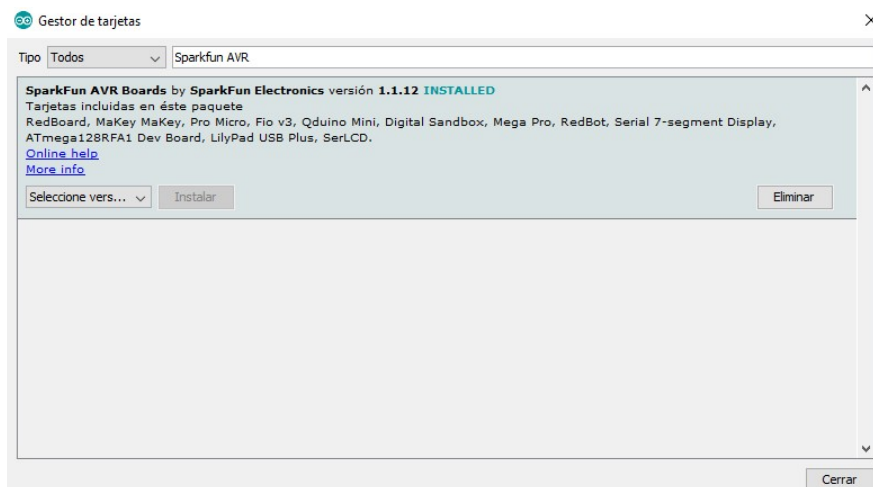 Gestor de tarjetas
Tipo Todos Sparkfun AVR
SparkFun AVR Boards by SparkFun Electronics versión 1.1.12 INSTALLED
Tarjetas incluidas en éste paquete
RedBoard, MaKey MaKey, Pro Micro, Fio v3, Qduino Mini, Digital Sandbox, Mega Pro, RedBot, Serial 7-segment Display,
ATmega128RFA1 Dev Board, LilyPad USB Plus, SerLCD.
Online help
More info
Seleccione vers... Instalar Eliminar
Cerrar